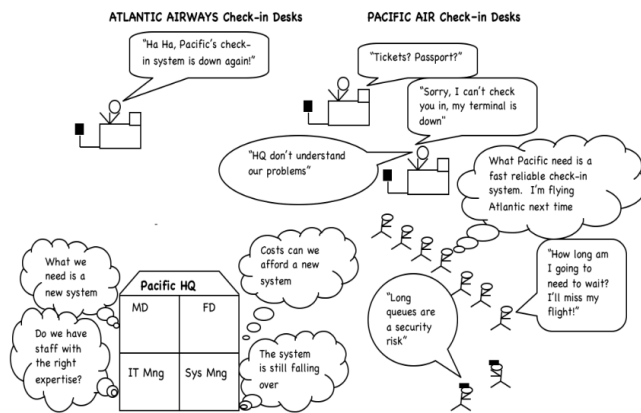 ATLANTIC AIRWAYS Check-in Desks
PACIFIC AIR Check-in Desks
"Ha Ha, Pacific's check-
in system is down again!"
"Tickets? Passport?"
"Sorry, I can't check
you in, my terminal is
down"
"HQ don't understand
our problems"
What Pacific need is a
fast reliable check-in
system. I'm flying
Atlantic next time
What we
need is a
new system
Costs can we
afford a new
system
"How long am
I going to
need to wait?
I'll miss my
flight!"
Pacific HQ
MD
FD
"Long
queues are
a security
risk"
Do we have
staff with
the right
expertise?
IT Mng
Sys Mng
The system
is still falling
over